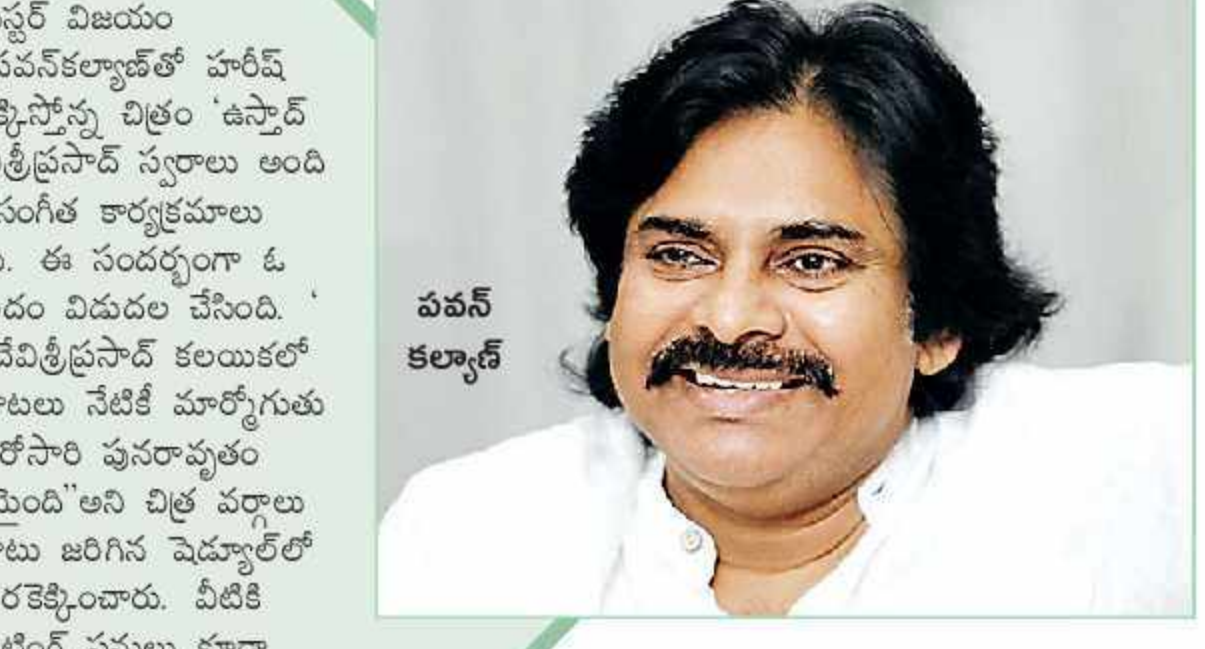 స్టర్ విజయం
పవన్‌కల్యాణ్‌తో హరీష్
క్కిస్తోన్న చిత్రం ‘ఉస్తాద్
శ్రీప్రసాద్ స్వరాలు అంది
సంగీత కార్యక్రమాలు
ఈ సందర్భంగా ఓ
విడుదల చేసింది. ‘
దేవిశ్రీప్రసాద్ కలయికలో
టలు నేటికీ మార్మోగుతు
రోసారి పునరావృతం
మైంది”అని చిత్ర వర్గాలు
టు జరిగిన షెడ్యూల్‌లో
రకెక్కించారు. వీటికి
పవన్
కల్యాణ్